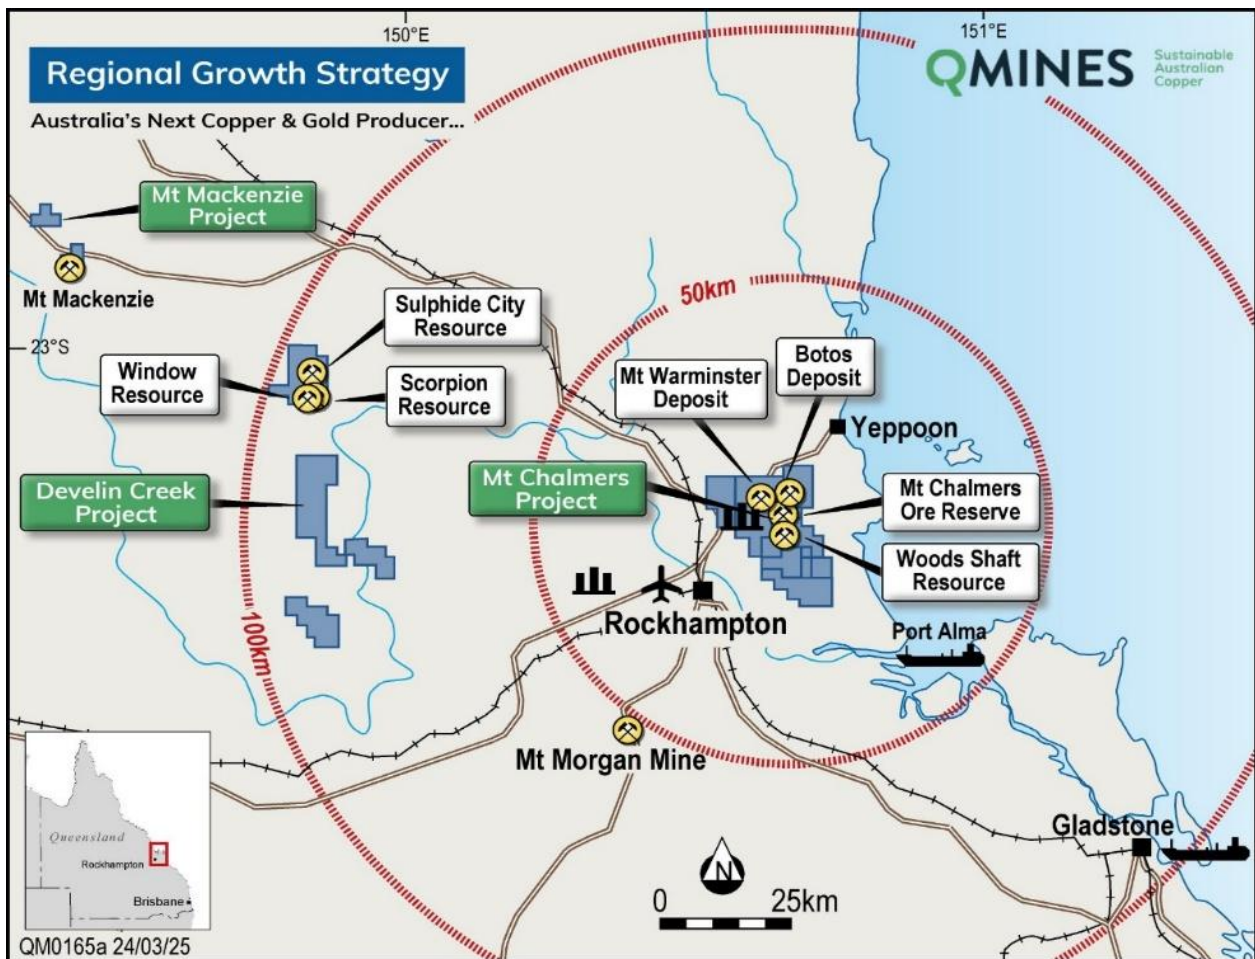 150°E
151°E
Regional Growth Strategy
Australia's Next Copper & Gold Producer...
QMINES
Sustainable
Australian
Copper
Mt Mackenzie
Project
Mt Mackenzie
50km
Sulphide City
Resource
23°S
Window
Resource
Scorpion
Resource
Mt Warminster
Deposit
Botos
Deposit
Yeppoon
Develin Creek
Project
Mt Chalmers
Project
Mt Chalmers
Ore Reserve
Woods Shaft
Resource
100km
Rockhampton
Port Alma
Mt Morgan Mine
Gladstone
N
0 25km
Queensland
Rockhampton
Brisbane
QM0165a 24/03/25